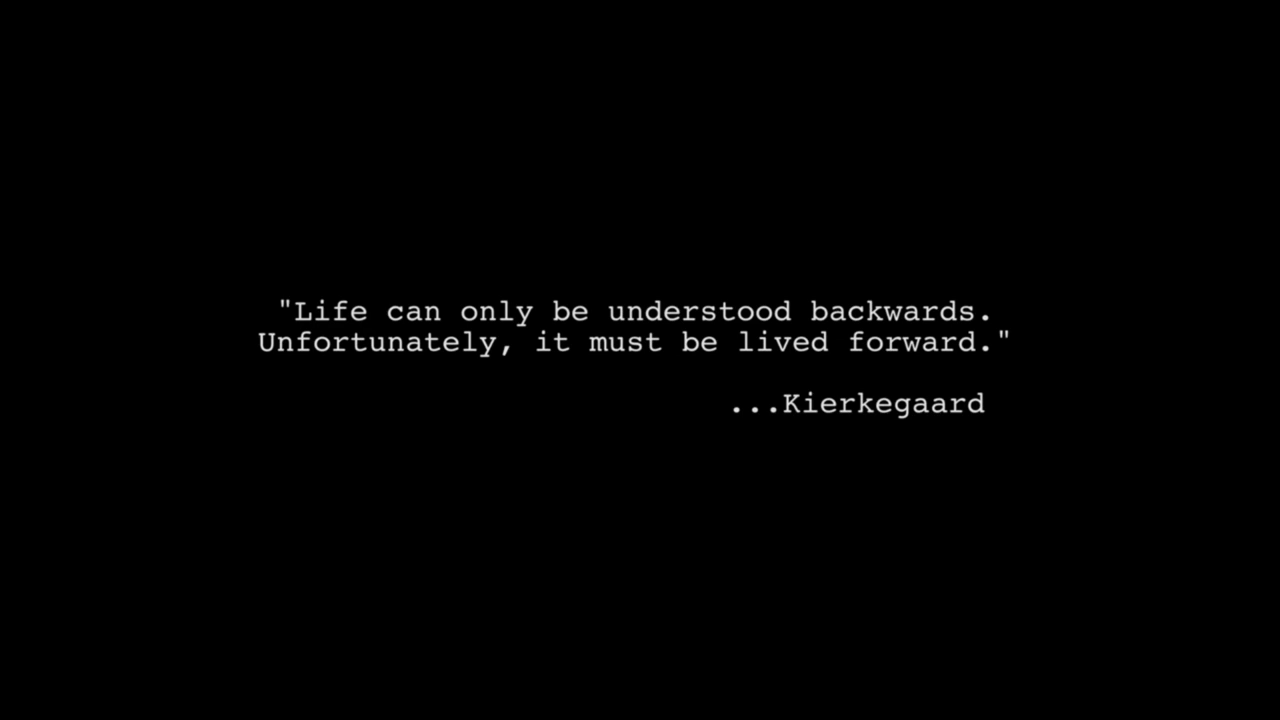 "Life can only be understood backwards.
Unfortunately, it must be lived forward."
...Kierkegaard